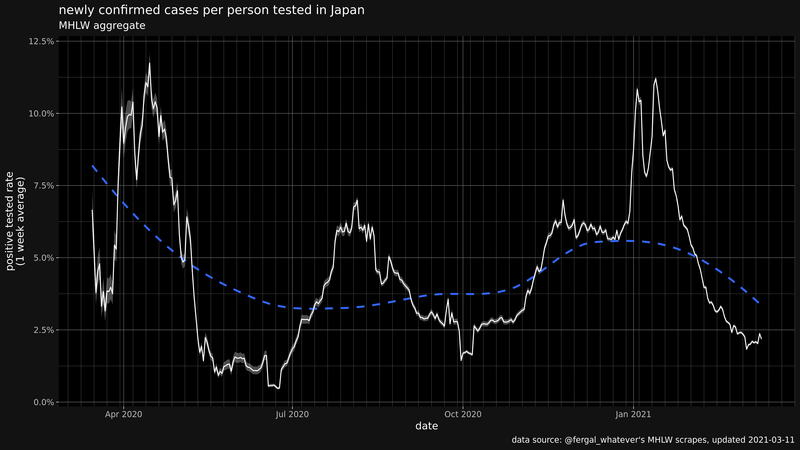 newly confirmed cases per person tested in Japan
MHLW aggregate
12.5%
10.0%
7.5%
5.0%
2.5%
0.0%
positive tested rate
(1 week average)
Apr 2020
Jul 2020
Oct 2020
Jan 2021
date
data source: @fergal_whatever's MHLW scrapes, updated 2021-03-11